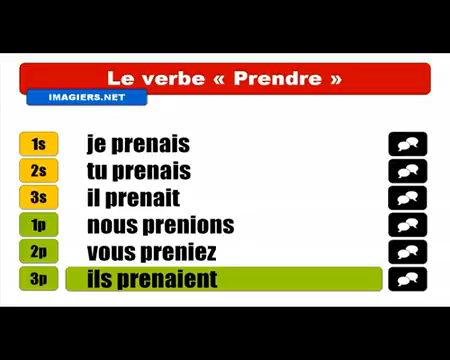 Le verbe « Prendre »
IMAGIERS.NET
1s je prenais
2s tu prenais
3s il prenait
1p nous prenions
2p vous preniez
3p ils prenaient